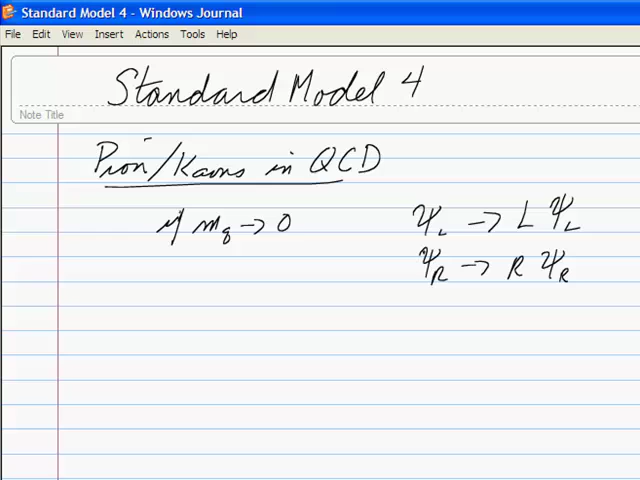 Standard Model 4 - Windows Journal
File Edit View Insert Actions Tools Help
Standard Model 4
Note Title
Pion/Kaons in QCD
if m_q → 0 ψ_L → L ψ_L
ψ_R → R ψ_R